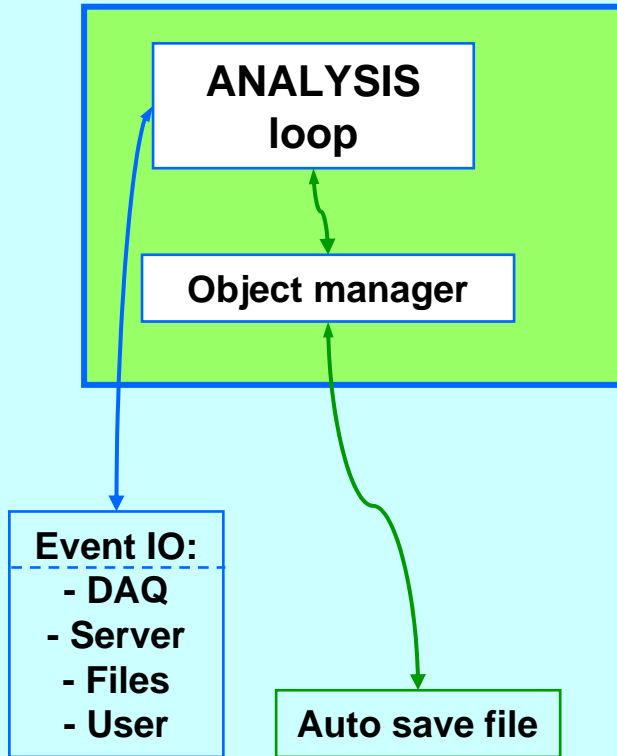 ANALYSIS
loop
Object manager
Event IO:
- DAQ
- Server
- Files
- User
Auto save file